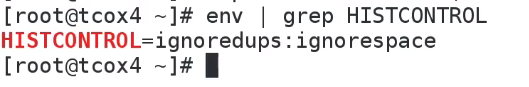 [root@tcox4 ~]# env | grep HISTCONTROL
HISTCONTROL=ignoredups:ignorespace
[root@tcox4 ~]#